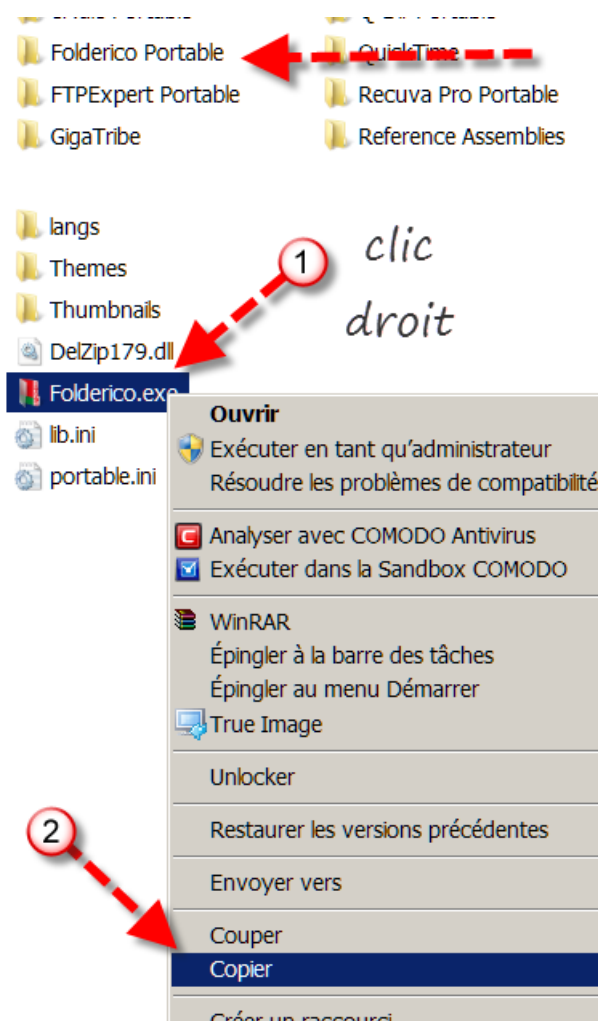 Folderico Portable
QuickTime
FTPExpert Portable
Recuva Pro Portable
GigaTribe
Reference Assemblies
langs
Themes
Thumbnails
DelZip179.dll
1
clic
droit
Folderico.exe
lib.ini
portable.ini
Ouvrir
Exécuter en tant qu'administrateur
Résoudre les problèmes de compatibilité
Analyser avec COMODO Antivirus
Exécuter dans la Sandbox COMODO
WinRAR
Épingler à la barre des tâches
Épingler au menu Démarrer
True Image
Unlocker
2
Restaurer les versions précédentes
Envoyer vers
Couper
Copier
Créer un raccourci